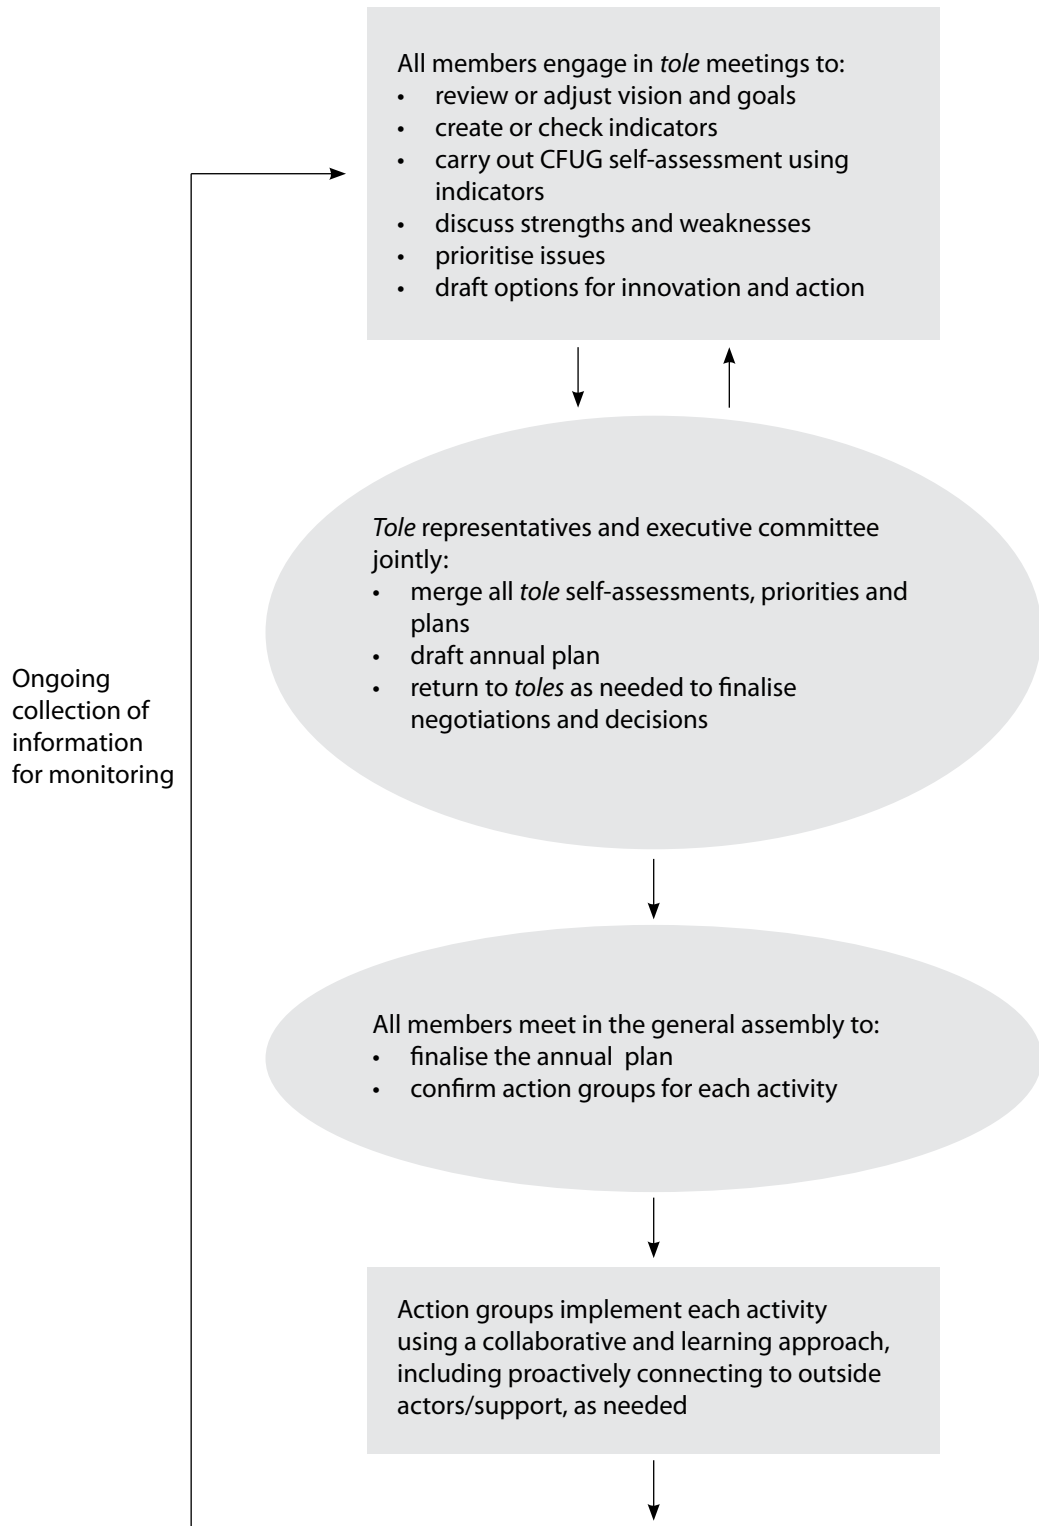 All members engage in tole meetings to:
• review or adjust vision and goals
• create or check indicators
• carry out CFUG self-assessment using
indicators
• discuss strengths and weaknesses
• prioritise issues
• draft options for innovation and action
Tole representatives and executive committee
jointly:
• merge all tole self-assessments, priorities and
plans
• draft annual plan
• return to toles as needed to finalise
negotiations and decisions
Ongoing
collection of
information
for monitoring
All members meet in the general assembly to:
• finalise the annual plan
• confirm action groups for each activity
Action groups implement each activity
using a collaborative and learning approach,
including proactively connecting to outside
actors/support, as needed